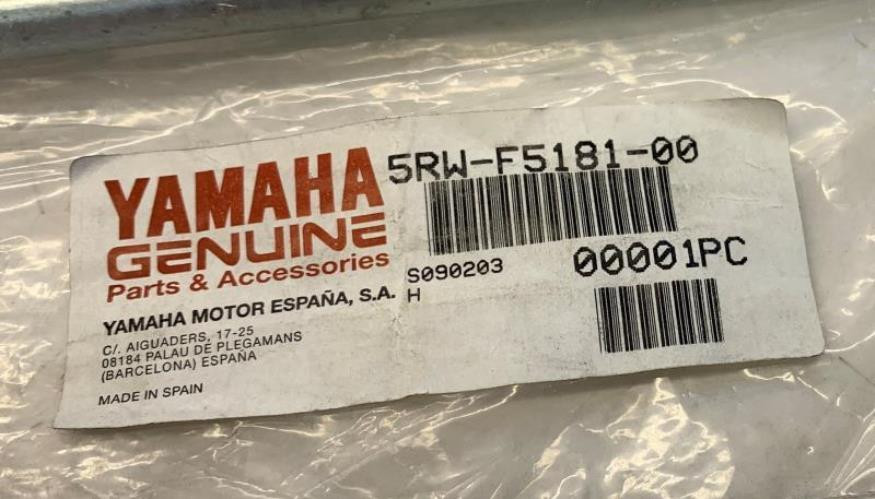 YAMAHA
GENUINE
Parts & Accessories
YAMAHA MOTOR ESPAÑA, S.A.
C/. AIGUADERS, 17-25
08184 PALAU DE PLEGAMANS
(BARCELONA) ESPAÑA
MADE IN SPAIN
5RW-F5181-00
S090203
H
00001PC